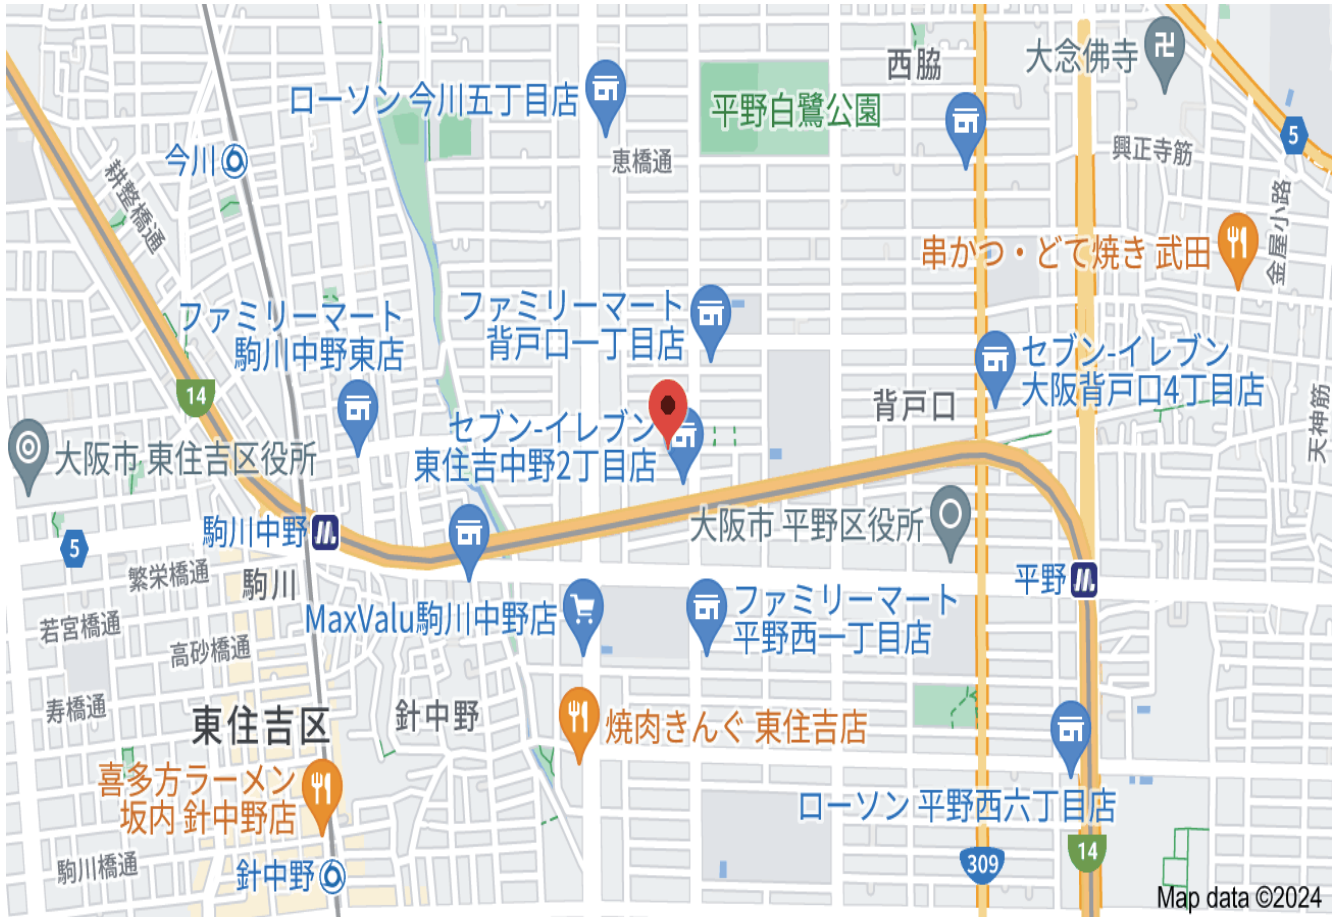 西脇
大念佛寺
ローソン 今川五丁目店
平野白鷺公園
5
恵橋通
興正寺筋
今川
耕整橋通
金屋小路
串かつ・どて焼き 武田
ファミリーマート
駒川中野東店
ファミリーマート
背戸口一丁目店
セブン-イレブン
大阪背戸口4丁目店
14
背戸口
天神筋
セブン-イレブン
東住吉中野2丁目店
大阪市 東住吉区役所
駒川中野
大阪市 平野区役所
5
繁栄橋通
駒川
平野
MaxValu駒川中野店
ファミリーマート
平野西一丁目店
若宮橋通
高砂橋通
寿橋通
東住吉区
針中野
焼肉きんぐ 東住吉店
喜多方ラーメン
坂内 針中野店
ローソン 平野西六丁目店
駒川橋通
針中野
309
14
Map data ©2024